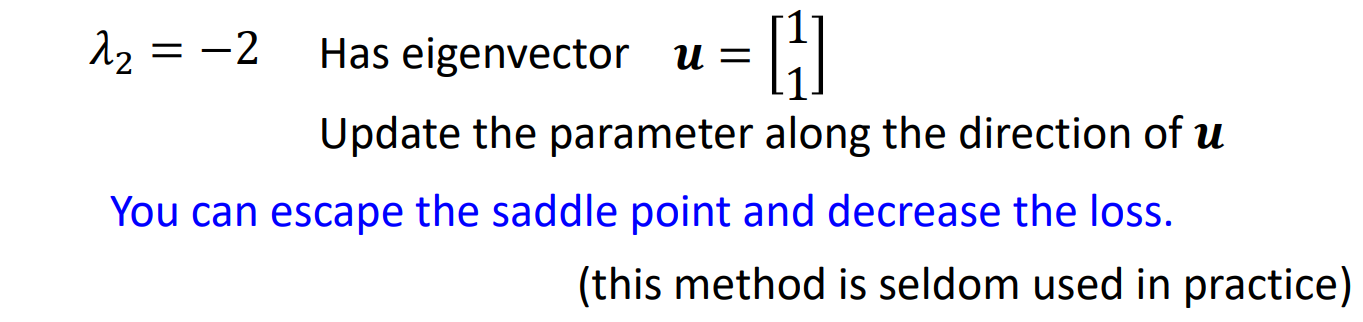 λ₂ = −2 Has eigenvector u = [1 1]
Update the parameter along the direction of u
You can escape the saddle point and decrease the loss.
(this method is seldom used in practice)